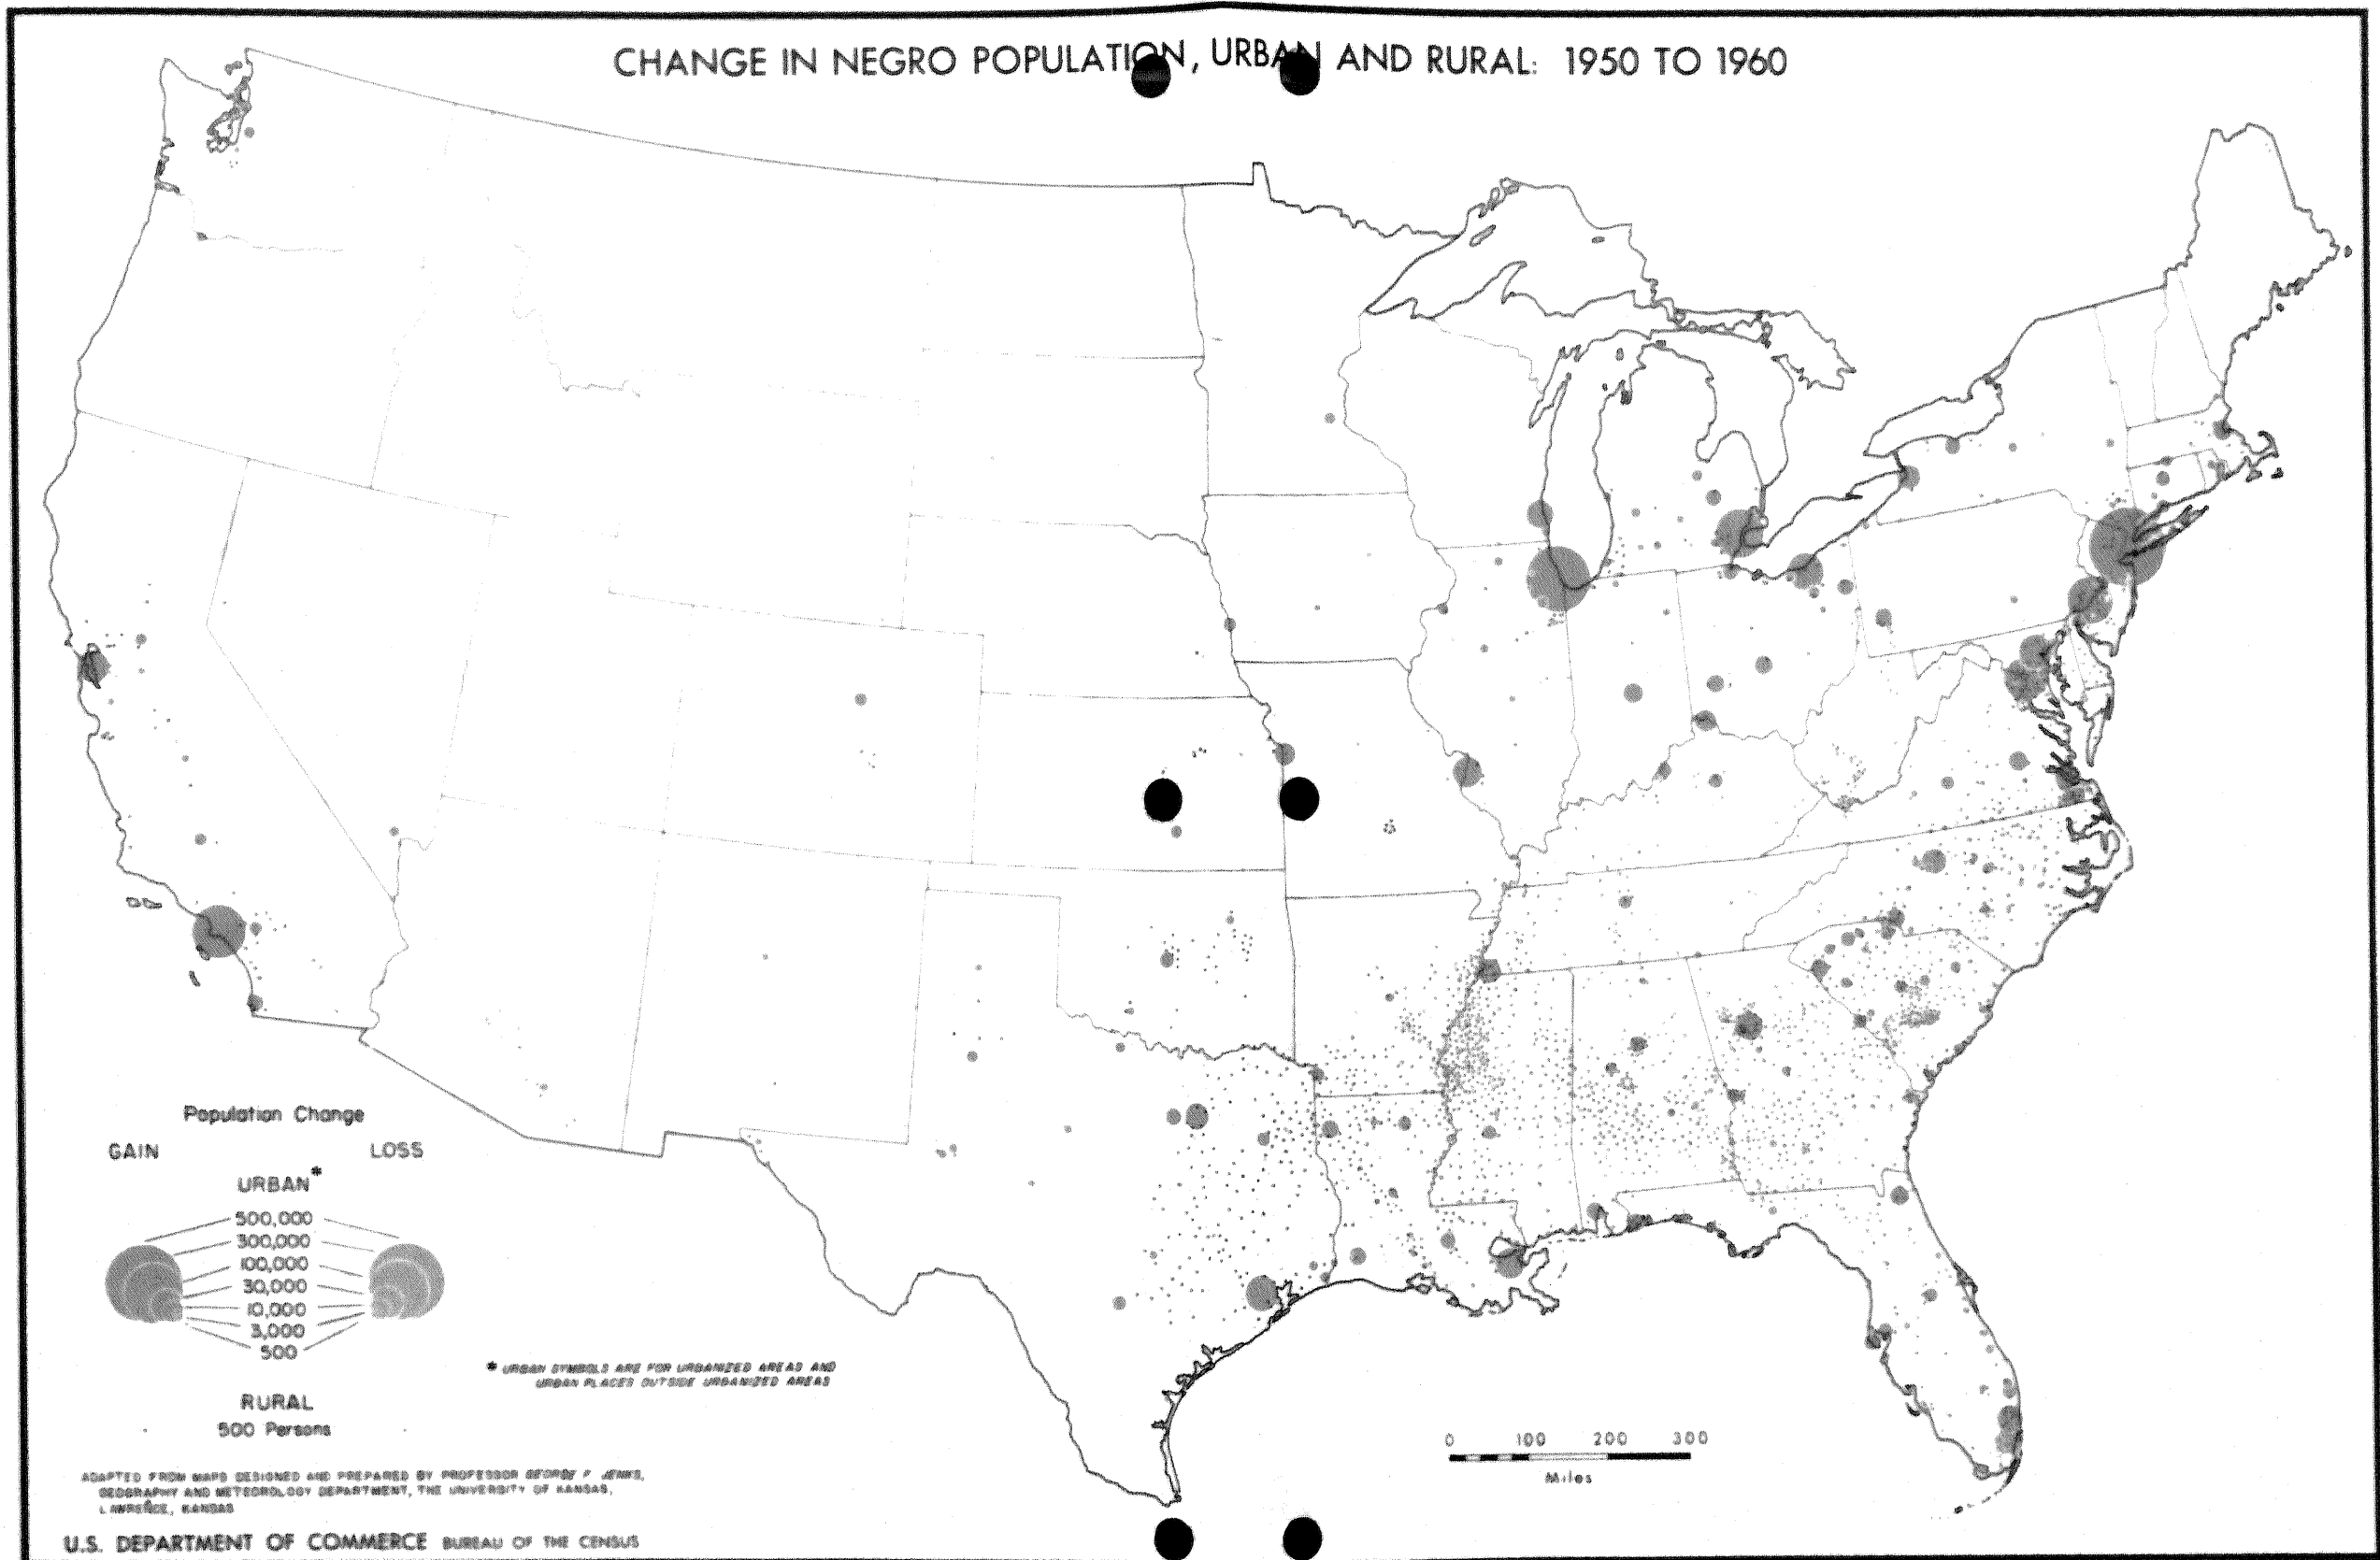 CHANGE IN NEGRO POPULATION, URBAN AND RURAL: 1950 TO 1960
Population Change
GAIN LOSS
URBAN*
500,000
300,000
100,000
30,000
10,000
3,000
500
* URBAN SYMBOLS ARE FOR URBANIZED AREAS AND
URBAN PLACES OUTSIDE URBANIZED AREAS
RURAL
500 Persons
0 100 200 300
Miles
ADAPTED FROM MAPS DESIGNED AND PREPARED BY PROFESSOR GEORGE F. JENKS,
GEOGRAPHY AND METEOROLOGY DEPARTMENT, THE UNIVERSITY OF KANSAS,
LAWRENCE, KANSAS
U.S. DEPARTMENT OF COMMERCE BUREAU OF THE CENSUS